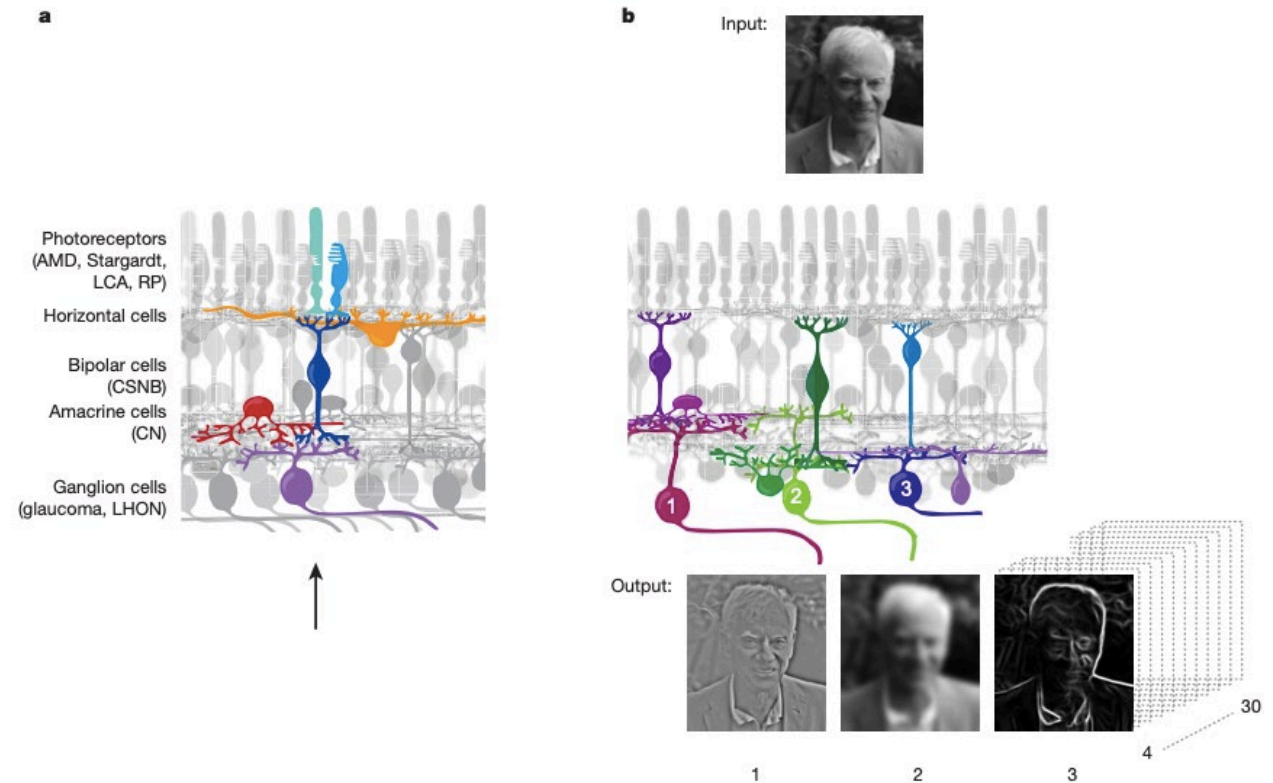 a
Photoreceptors
(AMD, Stargardt,
LCA, RP)
Horizontal cells
Bipolar cells
(CSNB)
Amacrine cells
(CN)
Ganglion cells
(glaucoma, LHON)
b
Input:
1
2
3
Output:
1
2
3
4
30